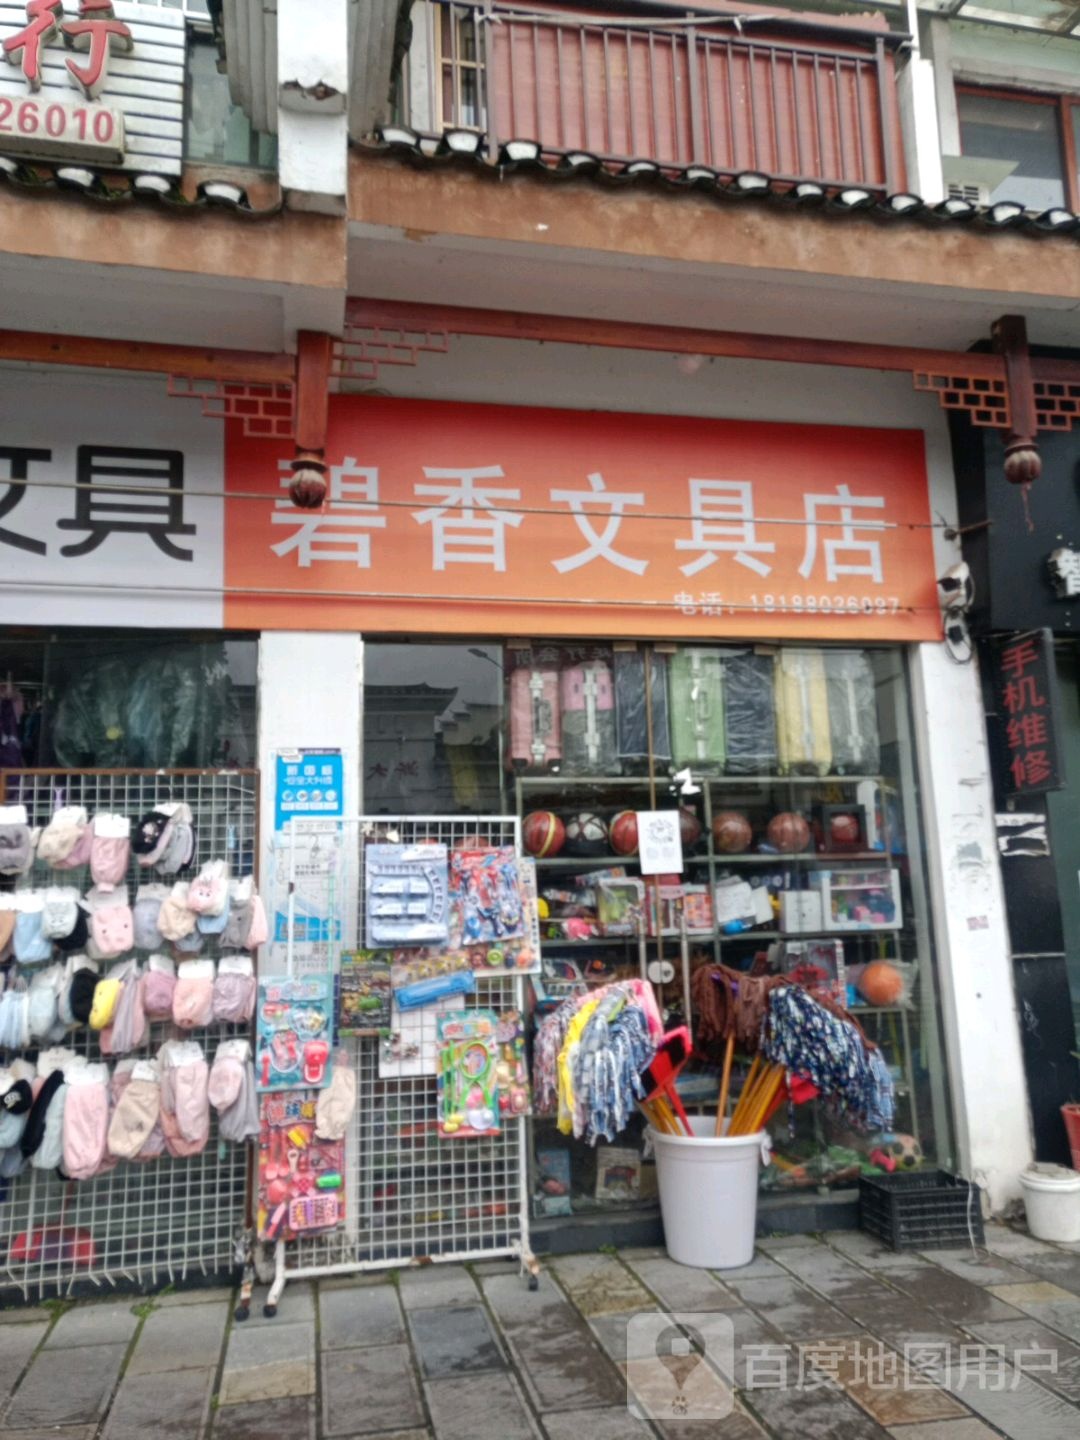 行
26010
文具
碧香文具店
电话：18188026097
手机维修
智
百度地图用户